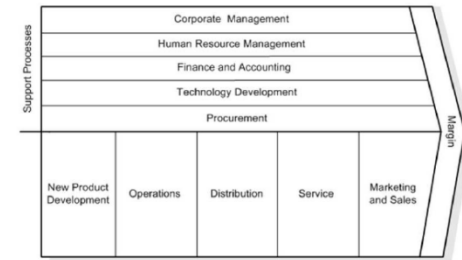 Support Processes
Corporate Management
Human Resource Management
Finance and Accounting
Technology Development
Procurement
New Product
Development
Operations
Distribution
Service
Marketing
and Sales
Margin